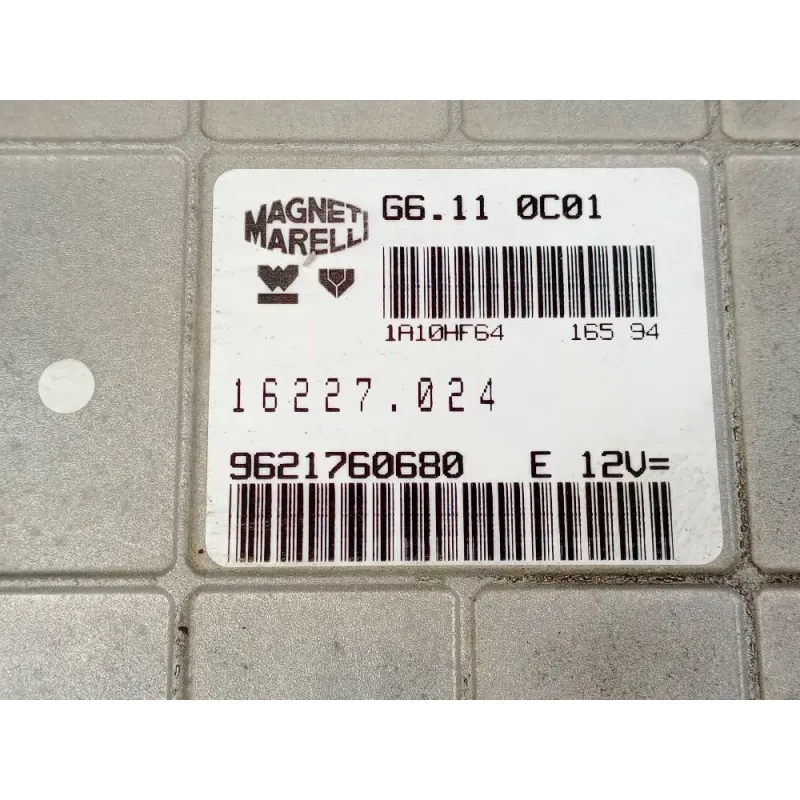 MAGNETI
MARELLI
G6.11 0C01
1A10HF64 165 94
16227.024
9621760680 E 12V=